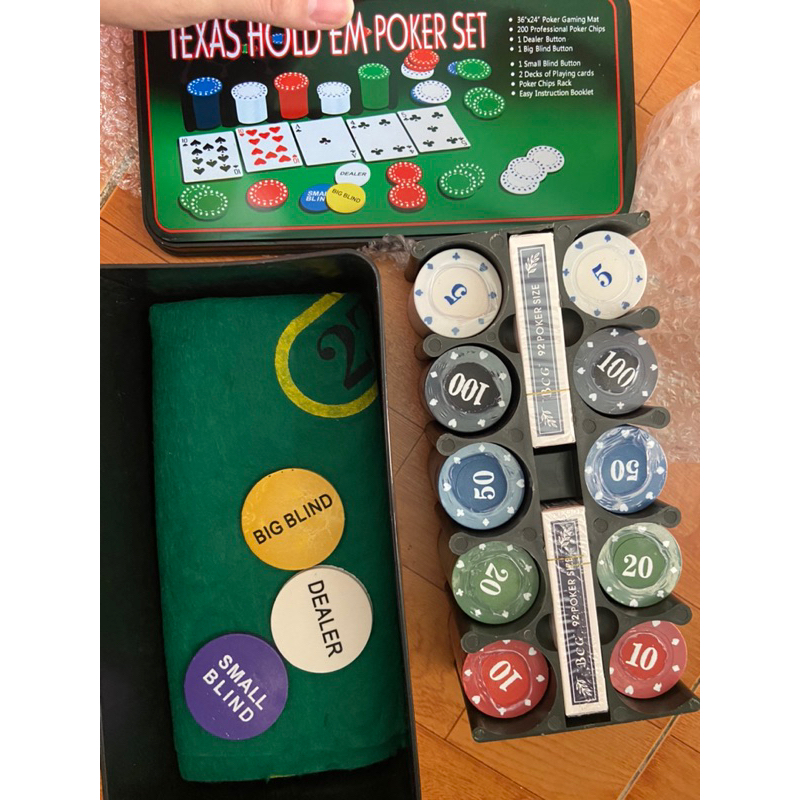 TEXAS HOLD'EM POKER SET
• 36"x24" Poker Gaming Mat
• 200 Professional Poker Chips
• 1 Dealer Button
• 1 Big Blind Button
• 1 Small Blind Button
• 2 Decks of Playing cards
• Poker Chips Rack
• Easy Instruction Booklet
DEALER
BIG BLIND
5
5
BCG 92 POKER SIZE
100
100
50
50
20
20
10
10
BCG 92 POKER SIZE
BIG BLIND
DEALER
SMALL
BLIND